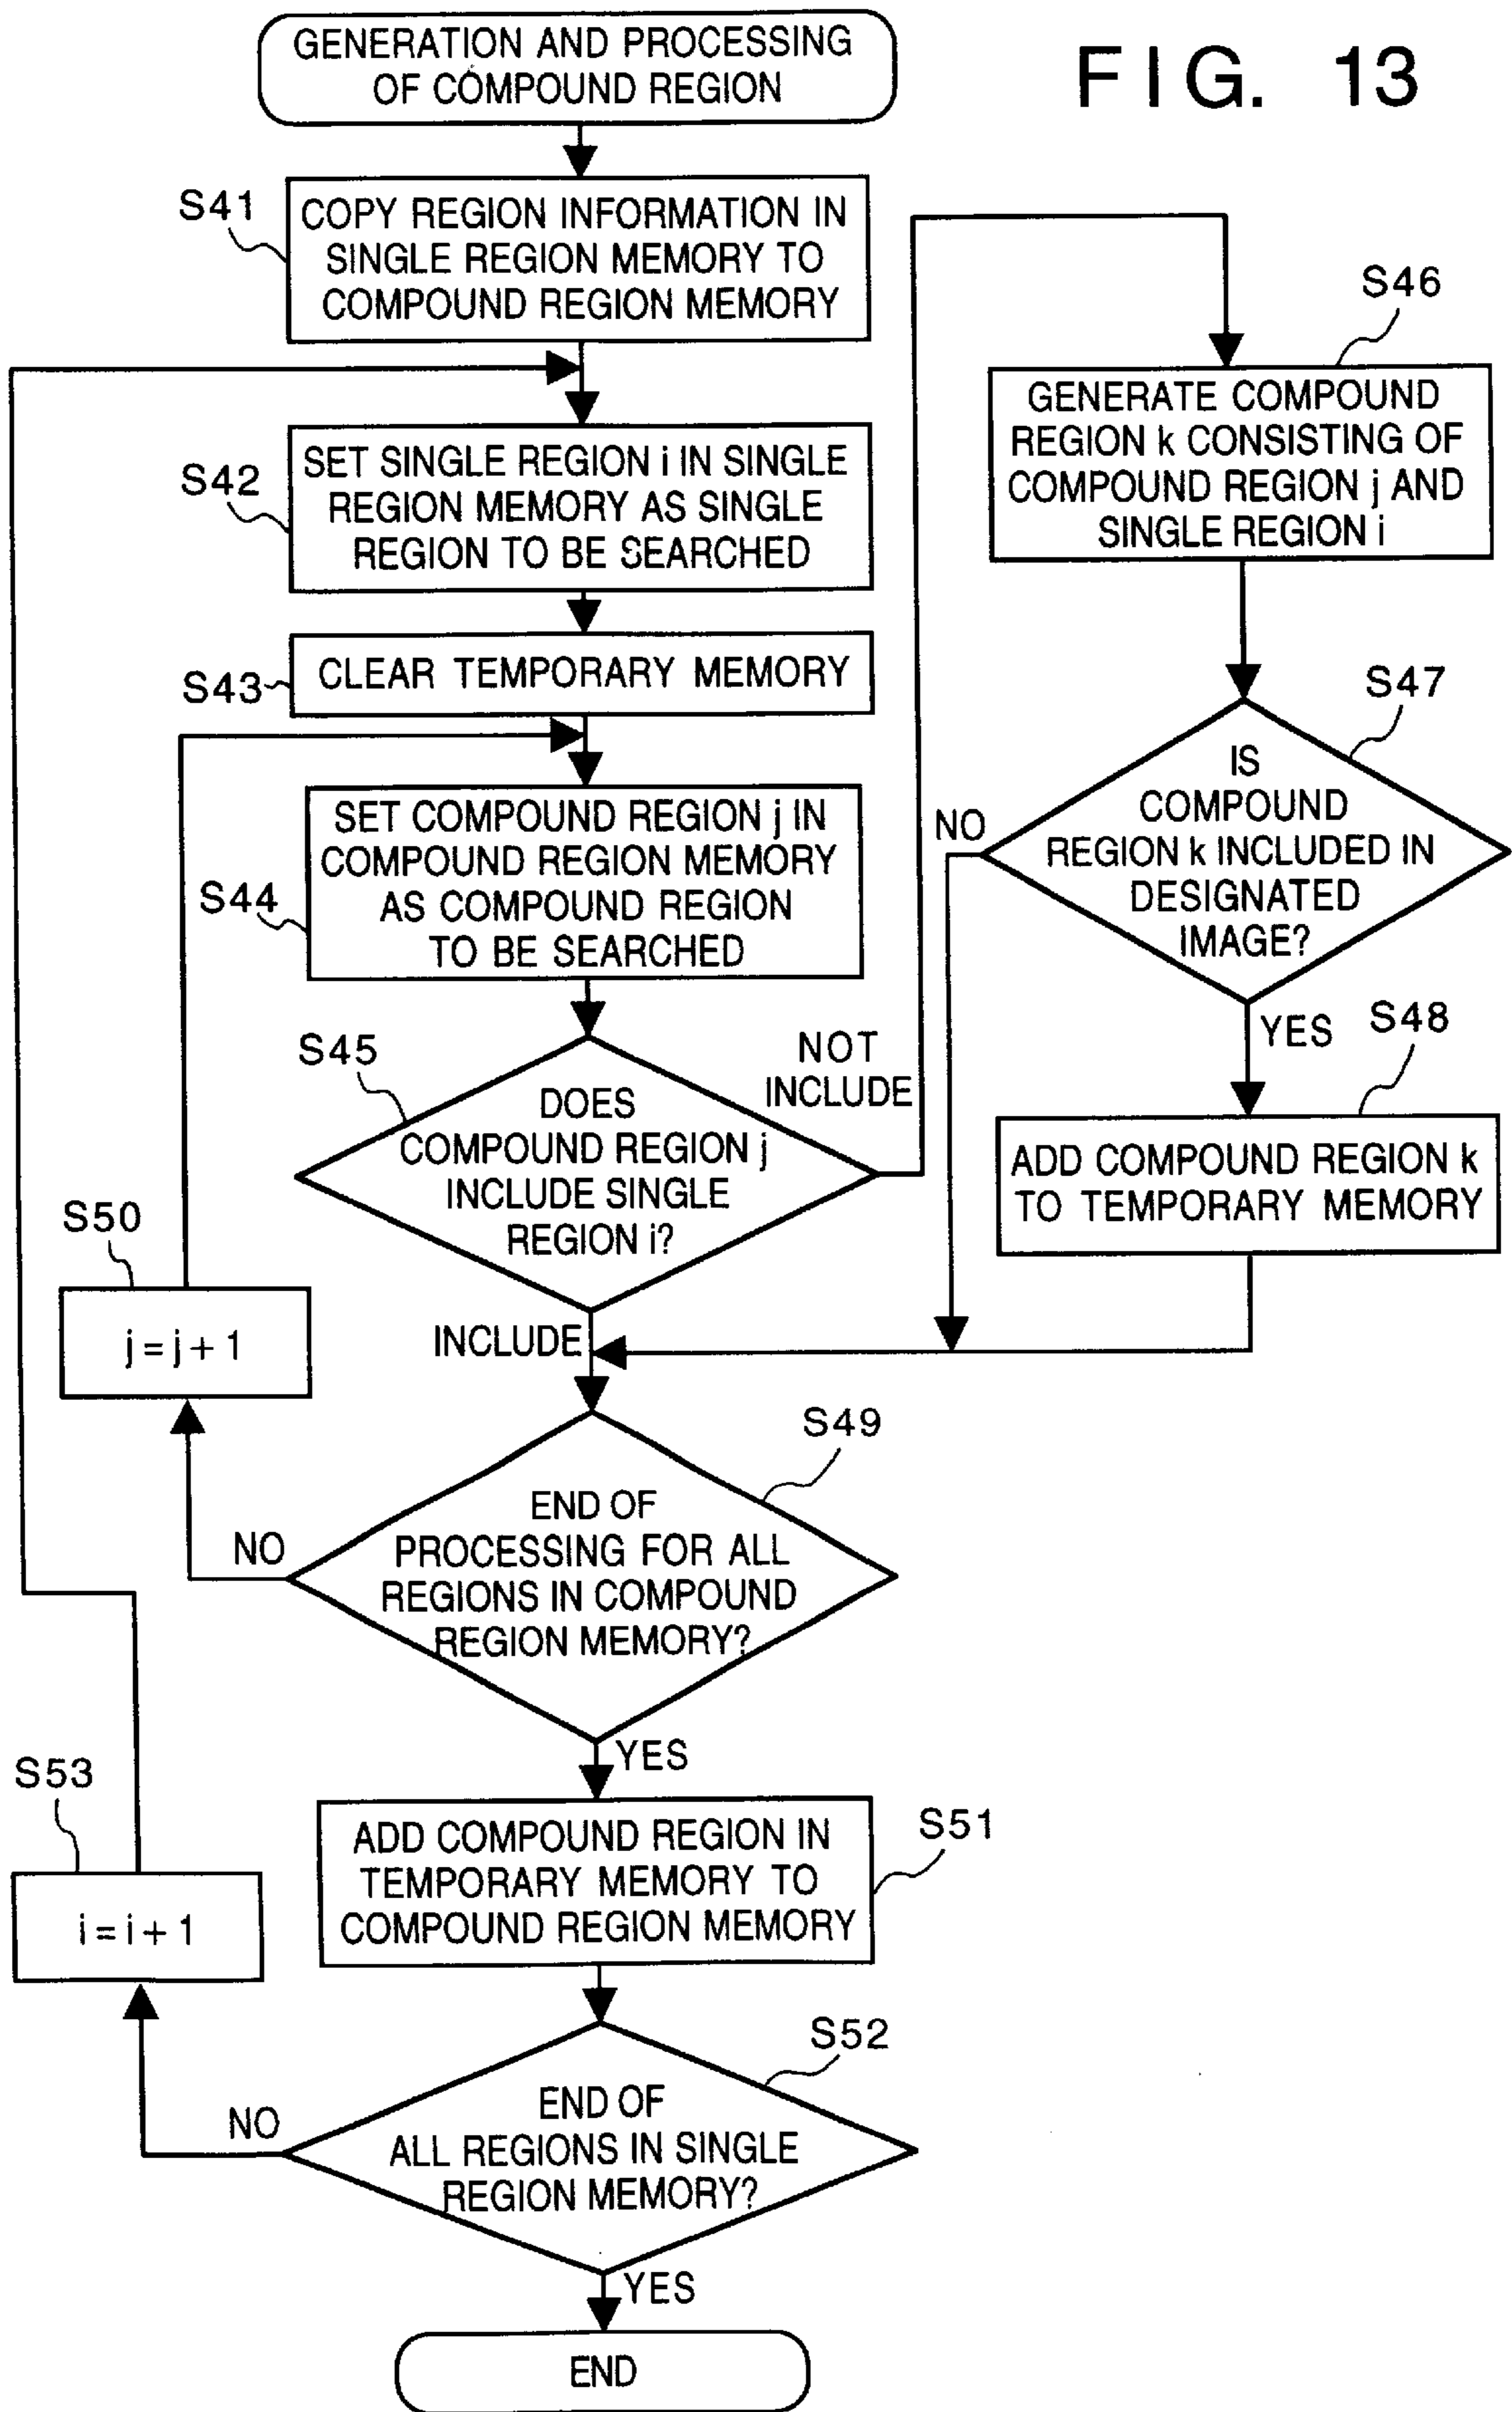 GENERATION AND PROCESSING
OF COMPOUND REGION
FIG. 13
S41
COPY REGION INFORMATION IN
SINGLE REGION MEMORY TO
COMPOUND REGION MEMORY
S42
SET SINGLE REGION i IN SINGLE
REGION MEMORY AS SINGLE
REGION TO BE SEARCHED
S43
CLEAR TEMPORARY MEMORY
S44
SET COMPOUND REGION j IN
COMPOUND REGION MEMORY
AS COMPOUND REGION
TO BE SEARCHED
S45
DOES
COMPOUND REGION j
INCLUDE SINGLE
REGION i?
NOT
INCLUDE
INCLUDE
S46
GENERATE COMPOUND
REGION k CONSISTING OF
COMPOUND REGION j AND
SINGLE REGION i
S47
IS
COMPOUND
REGION k INCLUDED IN
DESIGNATED
IMAGE?
NO
YES
S48
ADD COMPOUND REGION k
TO TEMPORARY MEMORY
S49
END OF
PROCESSING FOR ALL
REGIONS IN COMPOUND
REGION MEMORY?
NO
YES
S50
j = j + 1
S51
ADD COMPOUND REGION IN
TEMPORARY MEMORY TO
COMPOUND REGION MEMORY
S52
END OF
ALL REGIONS IN SINGLE
REGION MEMORY?
NO
YES
S53
i = i + 1
END